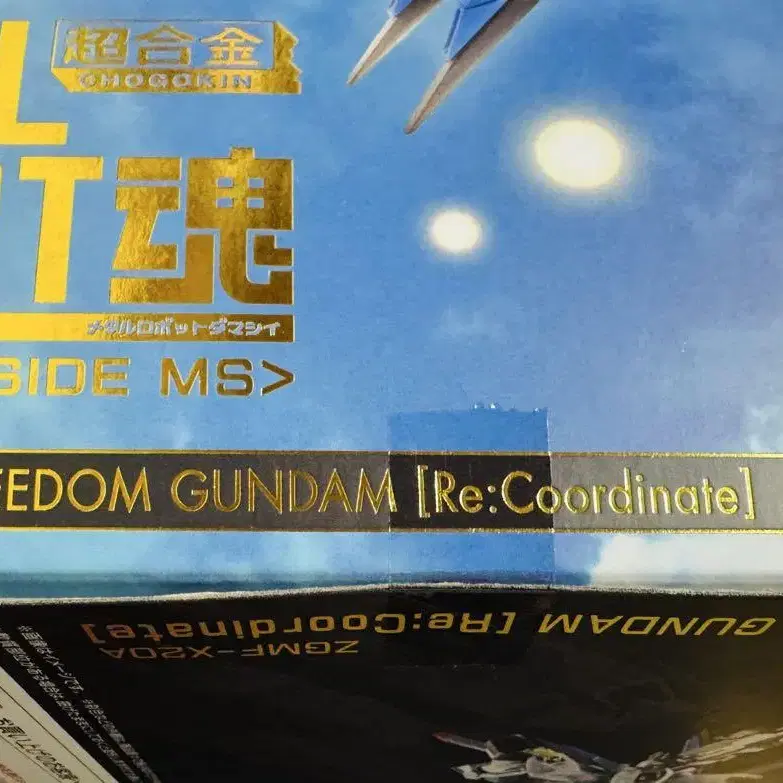 L
超合金
CHOGOKIN
T魂
メタルロボットダマシイ
SIDE MS>
EEDOM GUNDAM [Re:Coordinate]
GUNDAM [Re:Coordinate]
ZGMF-X20A